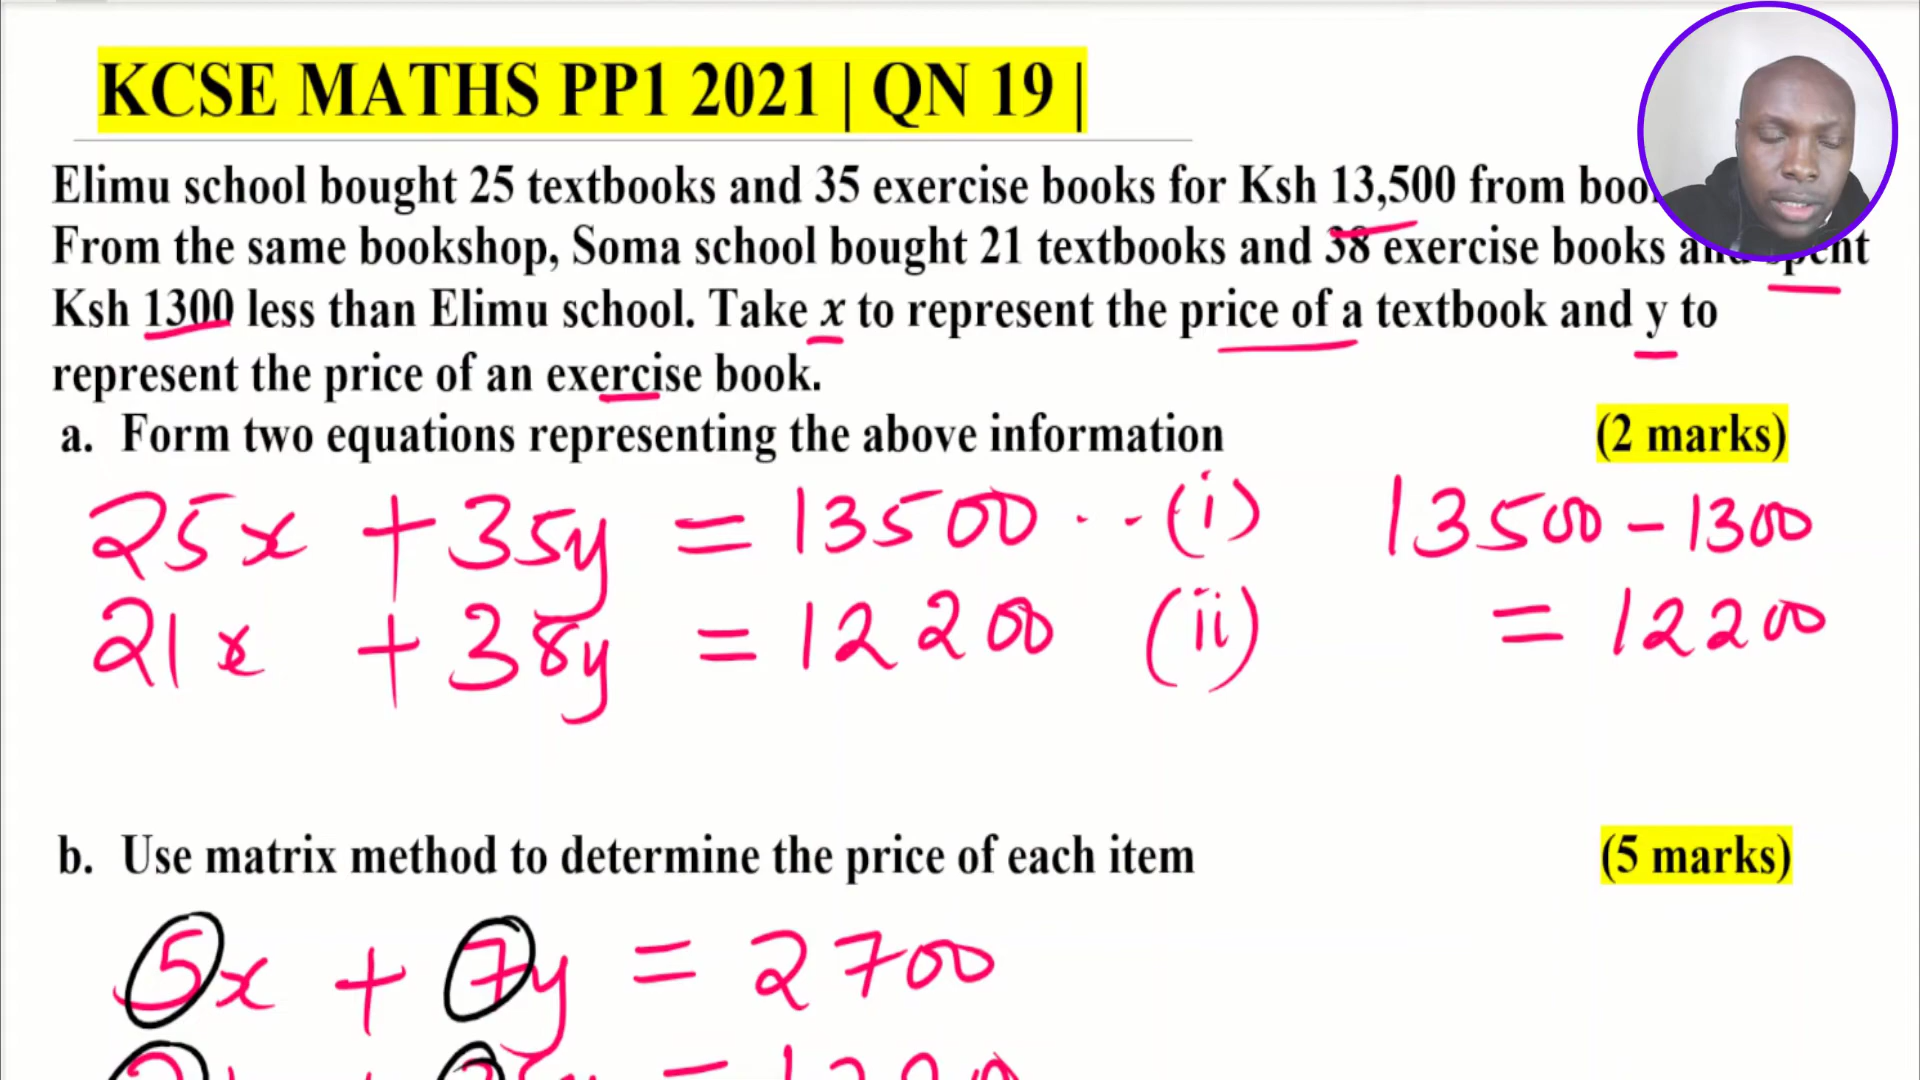 KCSE MATHS PP1 2021 | QN 19 |
Elimu school bought 25 textbooks and 35 exercise books for Ksh 13,500 from
From the same bookshop, Soma school bought 21 textbooks and 38 exercise books and spent
Ksh 1300 less than Elimu school. Take x to represent the price of a textbook and y to
represent the price of an exercise book.
a. Form two equations representing the above information (2 marks)
25x + 35y = 13500 ... (i) 13500 - 1300
21x + 38y = 12200 (ii) = 12200
b. Use matrix method to determine the price of each item (5 marks)
5x + 7y = 2700